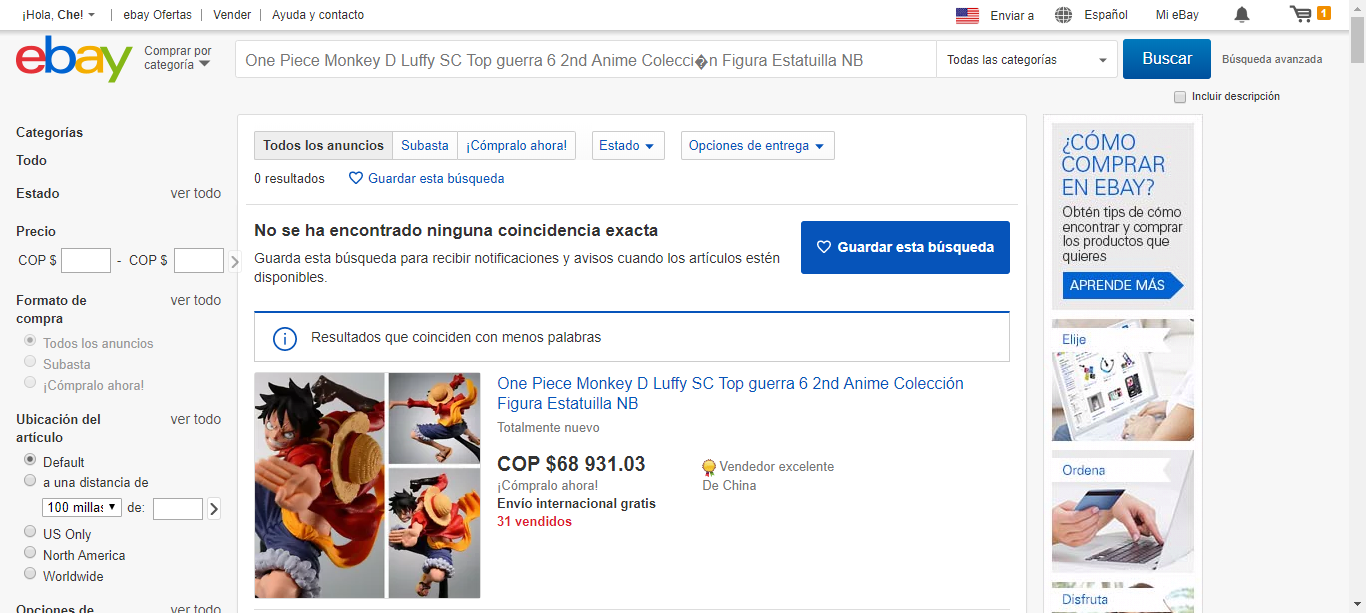 ¡Hola, Che!
ebay Ofertas
Vender
Ayuda y contacto
Enviar a
Español
Mi eBay
1
ebay
Comprar por
categoría
One Piece Monkey D Luffy SC Top guerra 6 2nd Anime Colecci�n Figura Estatuilla NB
Todas las categorías
Buscar
Búsqueda avanzada
Incluir descripción
Categorías
Todo
Estado
ver todo
Precio
COP $ - COP $
Formato de
compra
ver todo
Todos los anuncios
Subasta
¡Cómpralo ahora!
Ubicación del
artículo
ver todo
Default
a una distancia de
100 millas de:
US Only
North America
Worldwide
Opciones de
ver todo
Todos los anuncios
Subasta
¡Cómpralo ahora!
Estado
Opciones de entrega
0 resultados
Guardar esta búsqueda
No se ha encontrado ninguna coincidencia exacta
Guarda esta búsqueda para recibir notificaciones y avisos cuando los artículos estén
disponibles.
Guardar esta búsqueda
Resultados que coinciden con menos palabras
One Piece Monkey D Luffy SC Top guerra 6 2nd Anime Colección
Figura Estatuilla NB
Totalmente nuevo
COP $68 931.03
¡Cómpralo ahora!
Envío internacional gratis
31 vendidos
Vendedor excelente
De China
¿CÓMO
COMPRAR
EN EBAY?
Obtén tips de cómo
encontrar y comprar
los productos que
quieres
APRENDE MÁS
Elije
Ordena
Disfruta